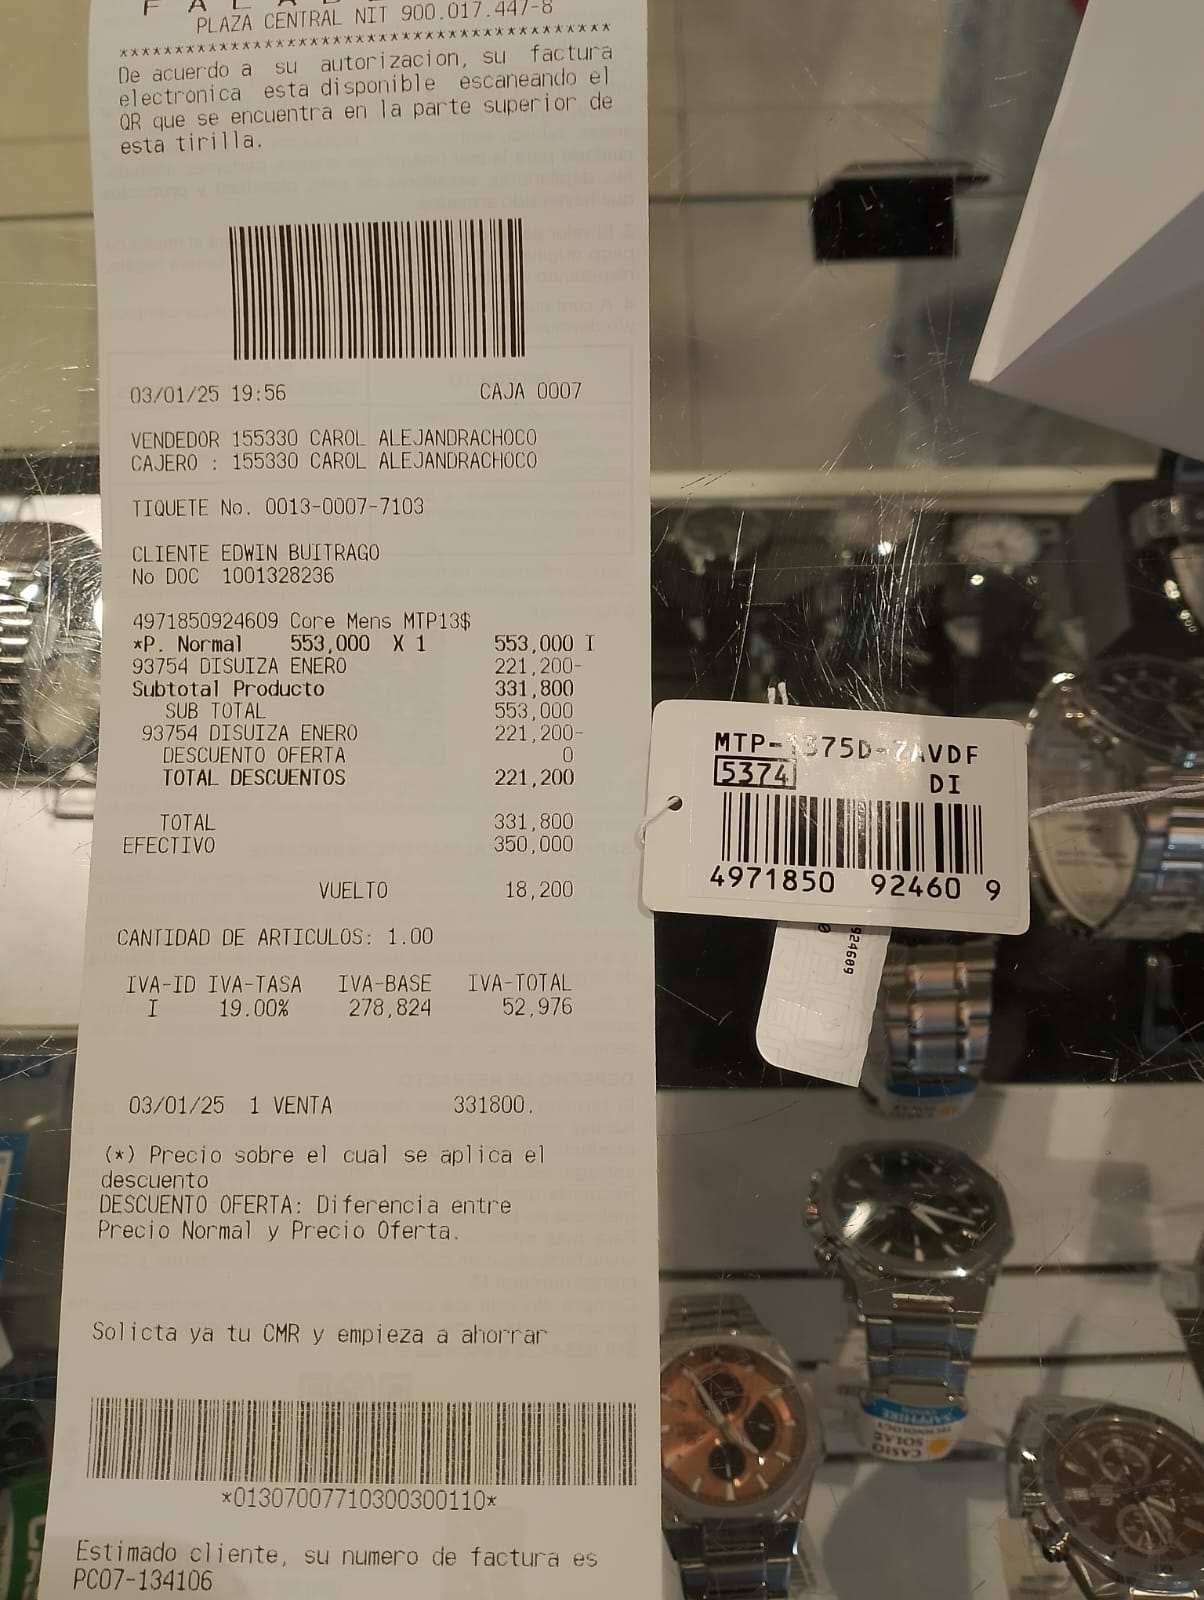 PLAZA CENTRAL NIT 900.017.447-8
******************************************
De acuerdo a su autorizacion, su factura
electronica esta disponible escaneando el
QR que se encuentra en la parte superior de
esta tirilla.
03/01/25 19:56 CAJA 0007
VENDEDOR 155330 CAROL ALEJANDRACHOCO
CAJERO : 155330 CAROL ALEJANDRACHOCO
TIQUETE No. 0013-0007-7103
CLIENTE EDWIN BUITRAGO
No DOC 1001328236
4971850924609 Core Mens MTP13$
*P. Normal 553,000 X 1 553,000 I
93754 DISUIZA ENERO 221,200-
Subtotal Producto 331,800
SUB TOTAL 553,000
93754 DISUIZA ENERO 221,200-
DESCUENTO OFERTA 0
TOTAL DESCUENTOS 221,200
TOTAL 331,800
EFECTIVO 350,000
VUELTO 18,200
CANTIDAD DE ARTICULOS: 1.00
IVA-ID IVA-TASA IVA-BASE IVA-TOTAL
I 19.00% 278,824 52,976
03/01/25 1 VENTA 331800.
(*) Precio sobre el cual se aplica el
descuento
DESCUENTO OFERTA: Diferencia entre
Precio Normal y Precio Oferta.
Solicta ya tu CMR y empieza a ahorrar
*01307007710300300110*
Estimado cliente, su numero de factura es
PC07-134106
MTP-1375D-7AVDF
5374 DI
4971850 92460 9
924609
SAPPHIRE
CASIO
SOLAR